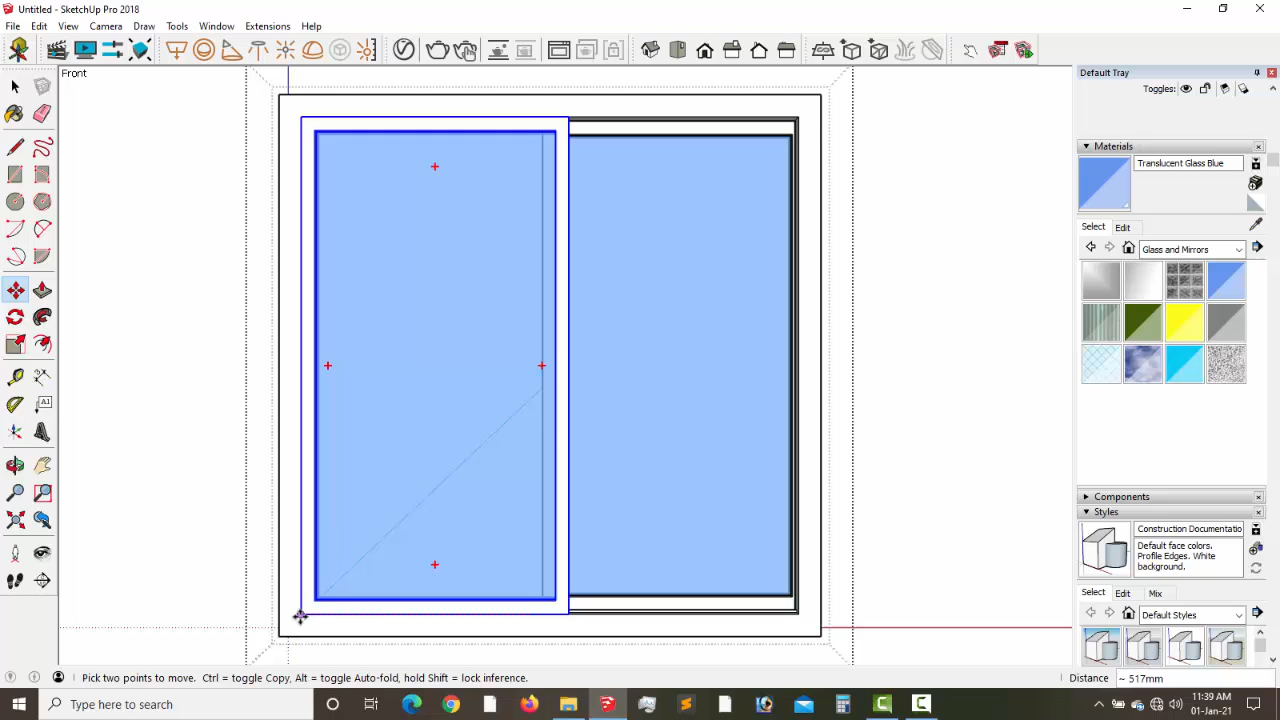 Untitled - SketchUp Pro 2018
File Edit View Camera Draw Tools Window Extensions Help
Front
Default Tray
Toggles:
Materials
Translucent Glass Blue
Select Edit
Glass and Mirrors
Components
Styles
Construction Documentatio
Default face colors.
Profile Edges. White
background.
Select Edit Mix
Default Styles
Pick two points to move. Ctrl = toggle Copy, Alt = toggle Auto-fold, hold Shift = lock inference.
Distance ~ 517mm
Type here to search
11:39 AM
01-Jan-21